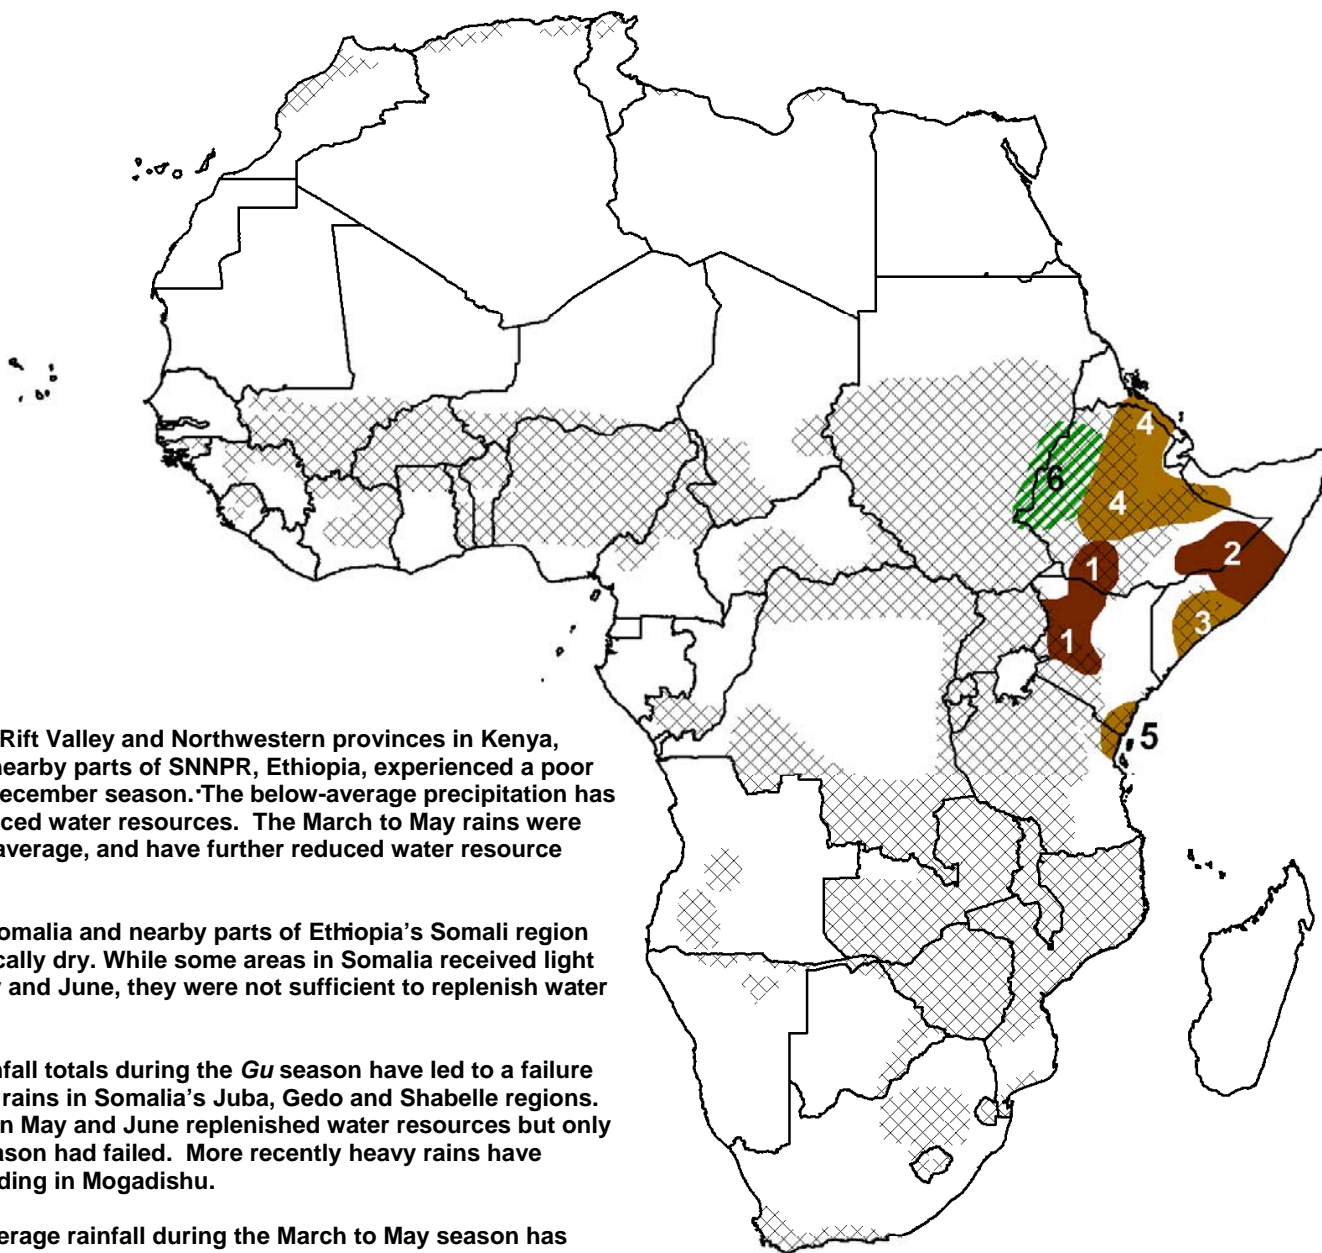 4
6
4
2
1
3
1
5
Rift Valley and Northwestern provinces in Kenya,
nearby parts of SNNPR, Ethiopia, experienced a poor
ecember season. The below-average precipitation has
ced water resources.  The March to May rains were
average, and have further reduced water resource
omalia and nearby parts of Ethiopia’s Somali region
cally dry. While some areas in Somalia received light
y and June, they were not sufficient to replenish water
nfall totals during the Gu season have led to a failure
rains in Somalia’s Juba, Gedo and Shabelle regions.
n May and June replenished water resources but only
ason had failed.  More recently heavy rains have
ding in Mogadishu.
erage rainfall during the March to May season has